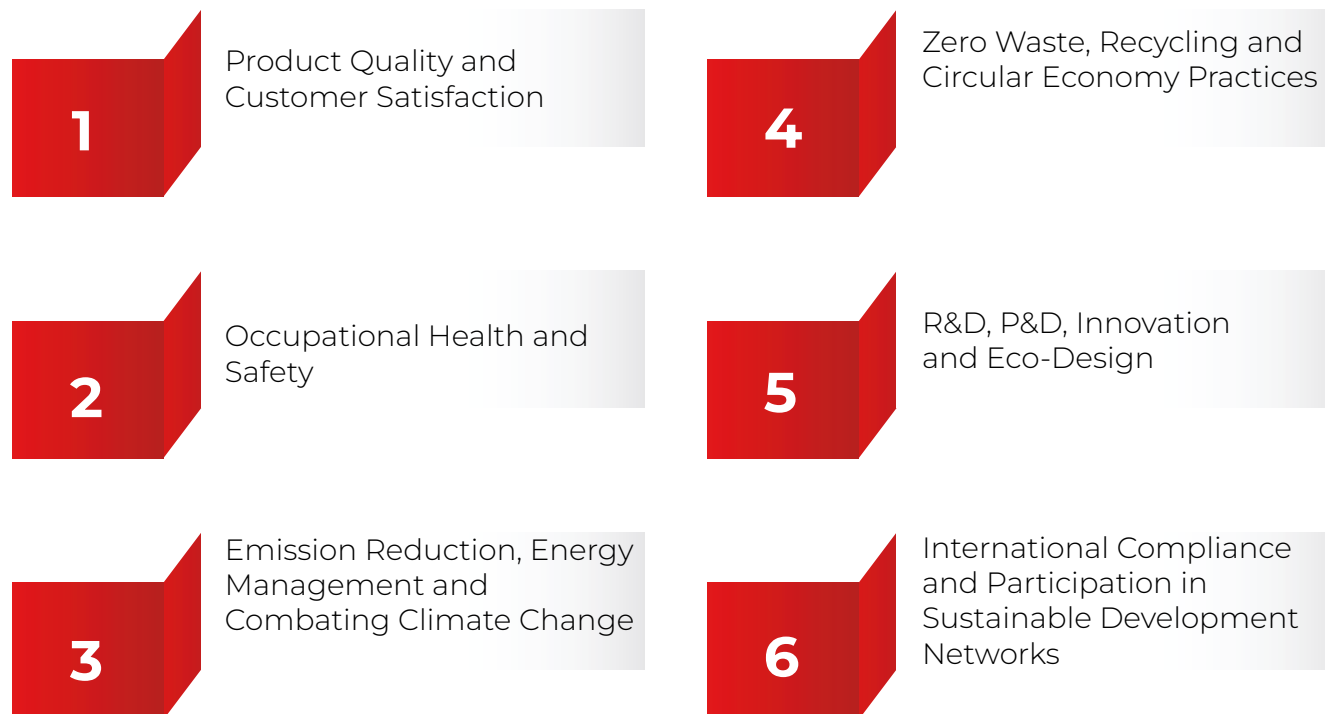 1
Product Quality and
Customer Satisfaction
2
Occupational Health and
Safety
3
Emission Reduction, Energy
Management and
Combating Climate Change
4
Zero Waste, Recycling and
Circular Economy Practices
5
R&D, P&D, Innovation
and Eco-Design
6
International Compliance
and Participation in
Sustainable Development
Networks